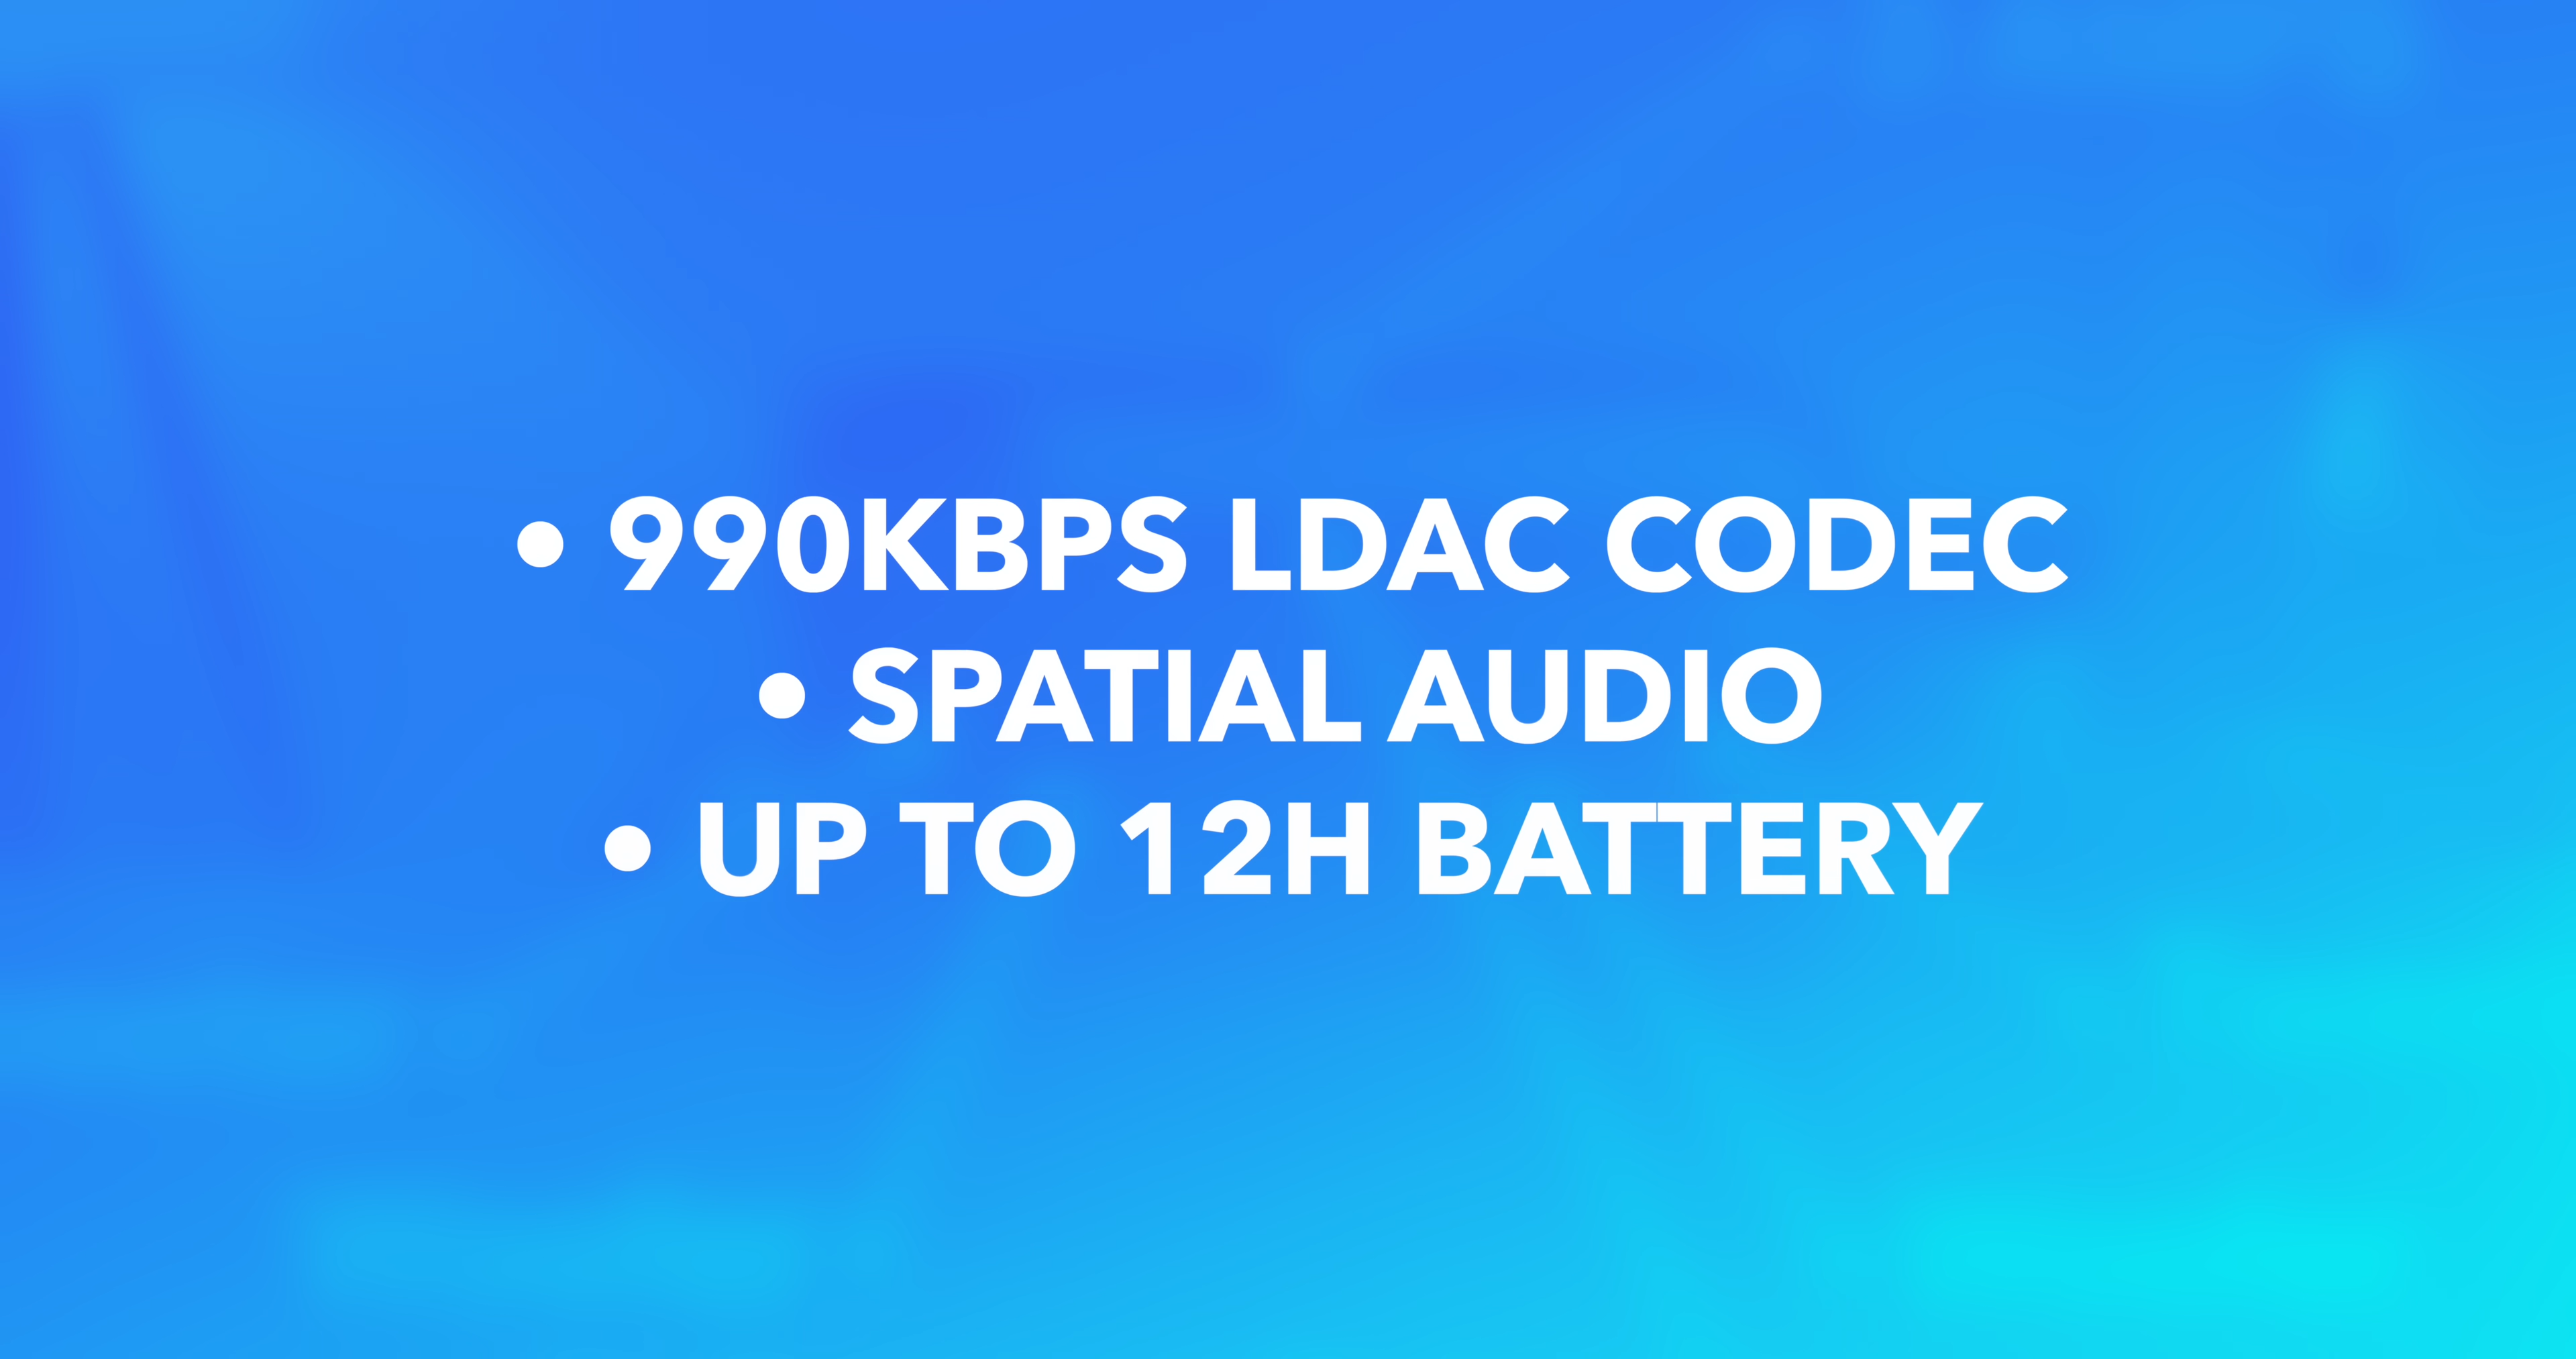 • 990KBPS LDAC CODEC
• SPATIAL AUDIO
• UP TO 12H BATTERY